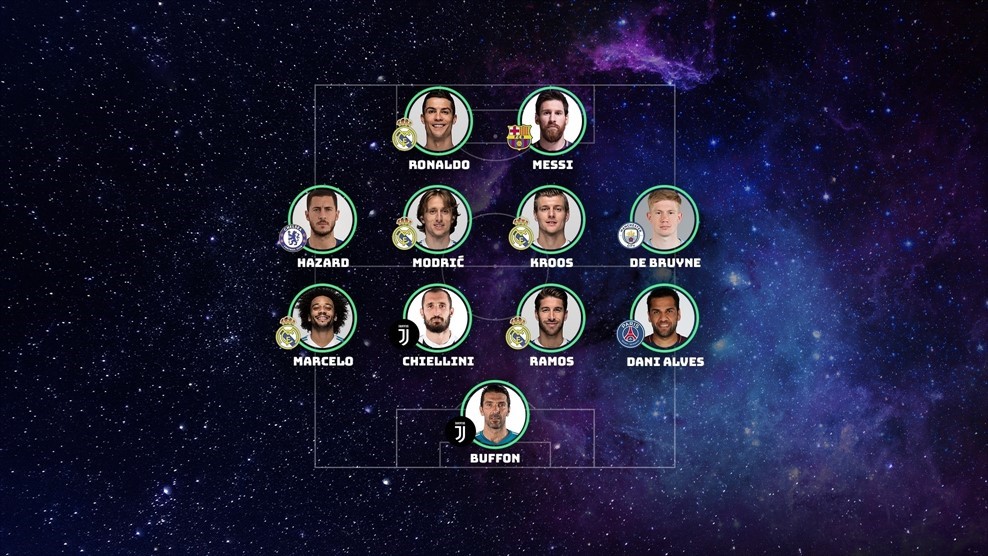 RONALDO
MESSI
HAZARD
MODRIĆ
KROOS
DE BRUYNE
MARCELO
CHIELLINI
RAMOS
DANI ALVES
BUFFON